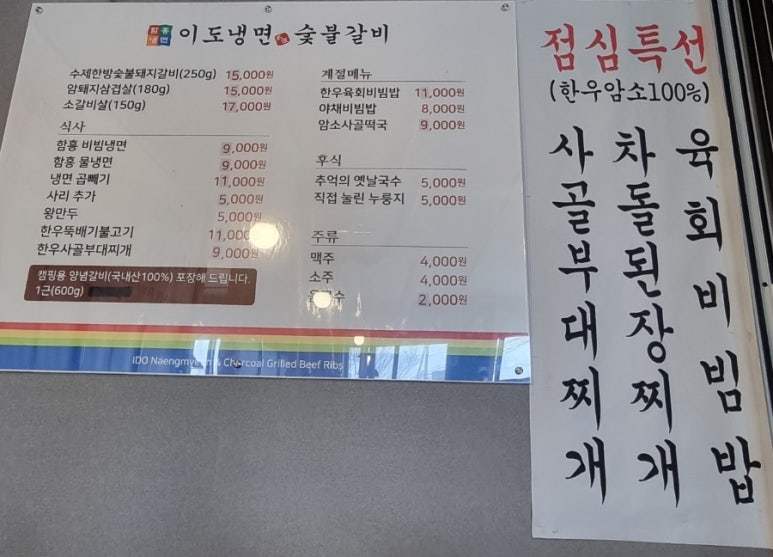 함흥냉면 이도냉면 숯불갈비
수제한방숯불돼지갈비(250g) 15,000원
암돼지삼겹살(180g) 15,000원
소갈비살(150g) 17,000원
식사
함흥 비빔냉면 9,000원
함흥 물냉면 9,000원
냉면 곱빼기 11,000원
사리 추가 5,000원
왕만두 5,000원
한우뚝배기불고기 11,000
한우사골부대찌개 9,000원
캠핑용 양념갈비(국내산100%) 포장해 드립니다.
1근(600g)
계절메뉴
한우육회비빔밥 11,000원
야채비빔밥 8,000원
암소사골떡국 9,000원
후식
추억의 옛날국수 5,000원
직접 눌린 누룽지 5,000원
주류
맥주 4,000원
소주 4,000원
2,000원
IDO Naengmyeon & Charcoal Grilled Beef Ribs
점심특선
(한우암소100%)
육회비빔밥
차돌된장찌개
사골부대찌개